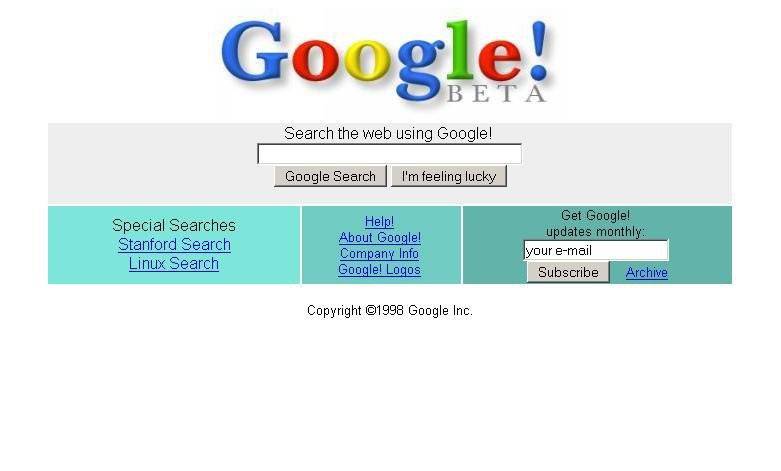 Google!
BETA
Search the web using Google!
Google Search I'm feeling lucky
Special Searches
Stanford Search
Linux Search
Help!
About Google!
Company Info
Google! Logos
Get Google!
updates monthly:
your e-mail
Subscribe Archive
Copyright ©1998 Google Inc.